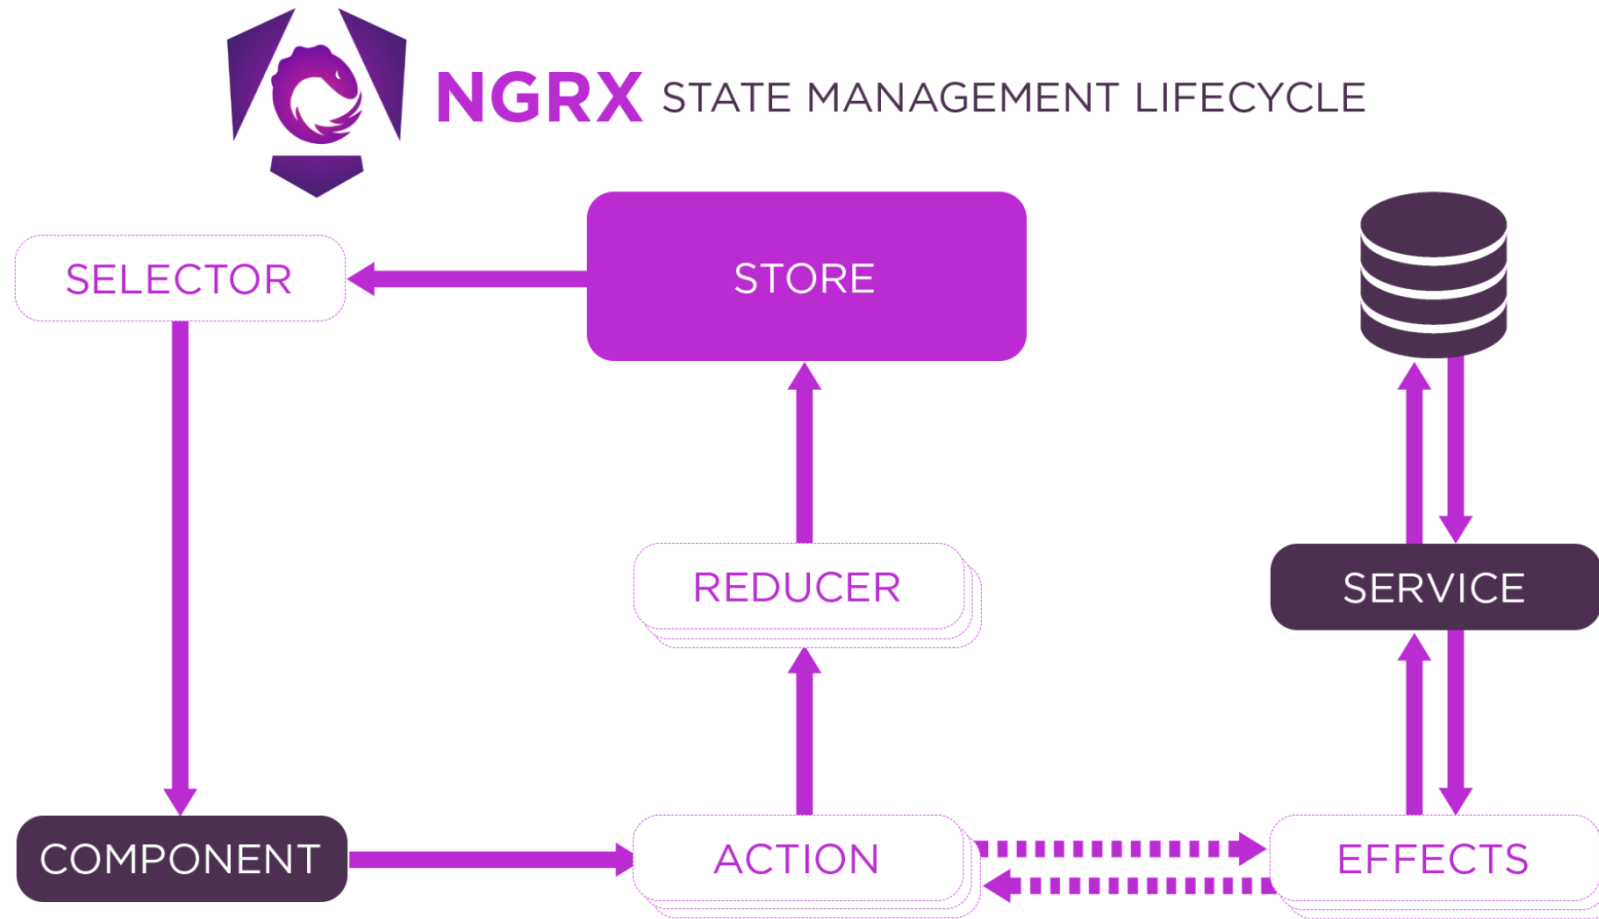 NGRX STATE MANAGEMENT LIFECYCLE
SELECTOR
STORE
REDUCER
SERVICE
COMPONENT
ACTION
EFFECTS